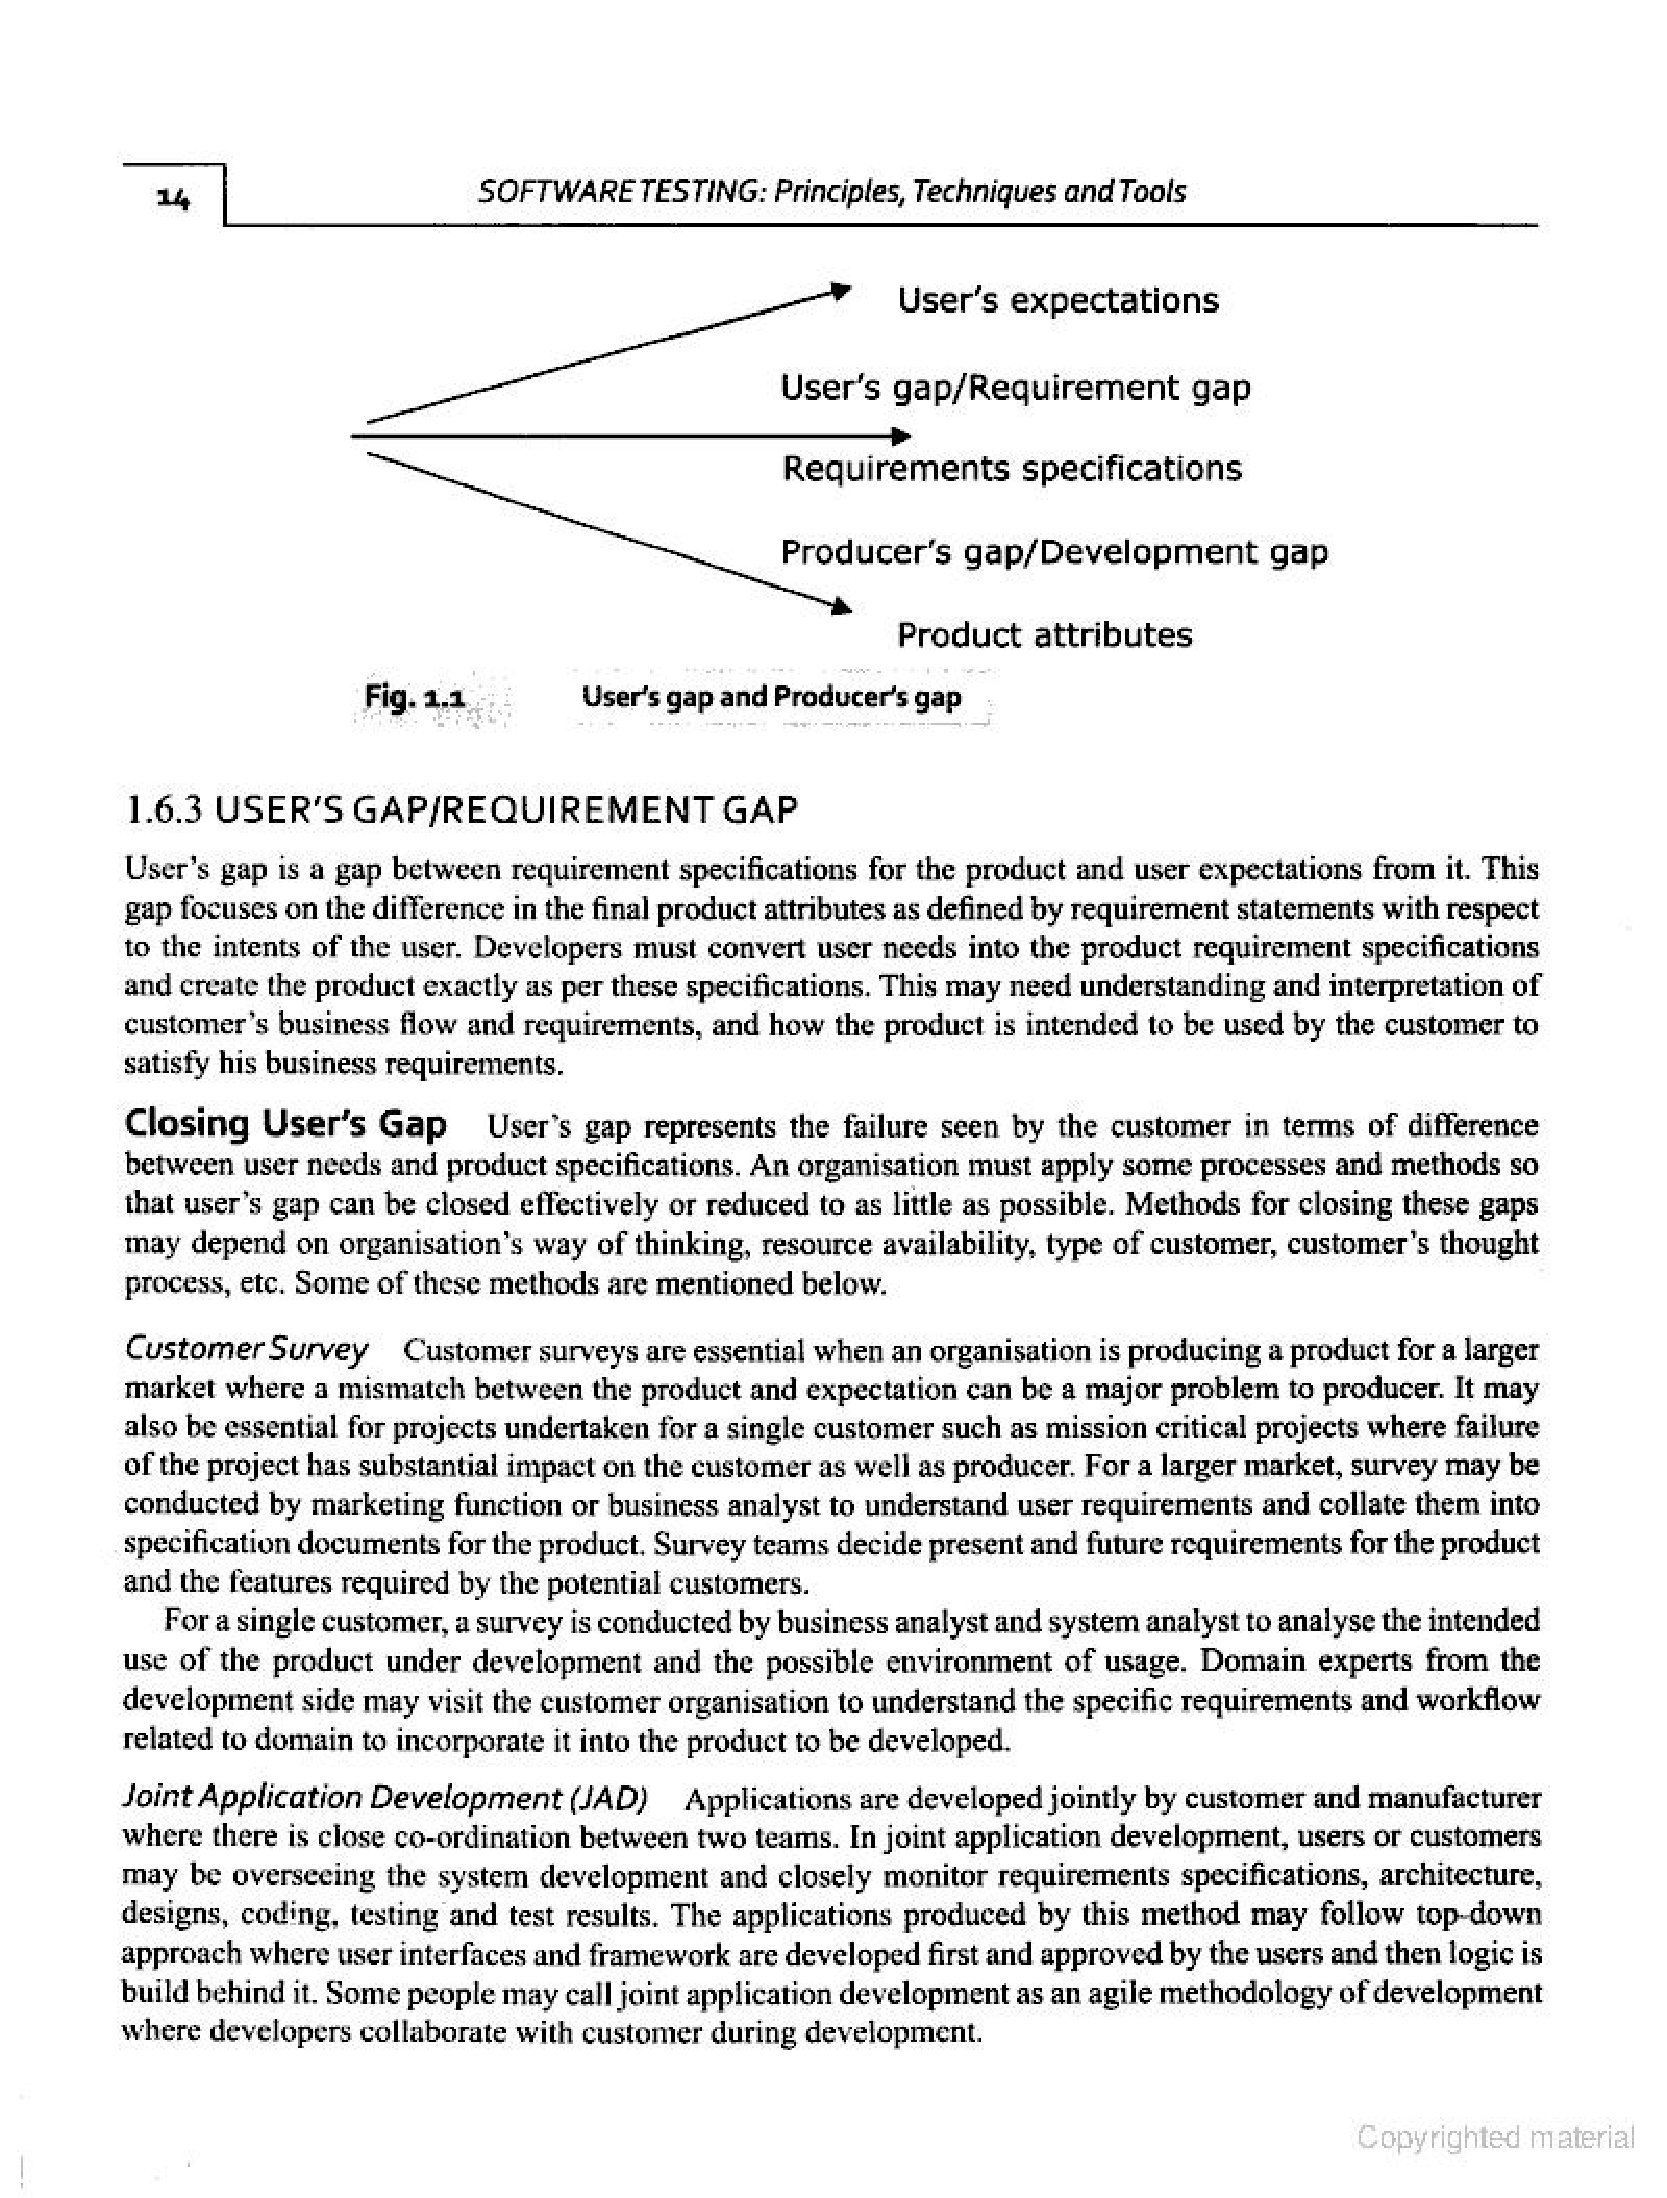 14
SOFTWARE TESTING: Principles, Techniques and Tools
User's expectations
User's gap/Requirement gap
Requirements specifications
Producer's gap/Development gap
Product attributes
Fig. 1.1 User's gap and Producer's gap
1.6.3 USER'S GAP/REQUIREMENT GAP
User's gap is a gap between requirement specifications for the product and user expectations from it. This
gap focuses on the difference in the final product attributes as defined by requirement statements with respect
to the intents of the user. Developers must convert user needs into the product requirement specifications
and create the product exactly as per these specifications. This may need understanding and interpretation of
customer's business flow and requirements, and how the product is intended to be used by the customer to
satisfy his business requirements.
Closing User's Gap User's gap represents the failure seen by the customer in terms of difference
between user needs and product specifications. An organisation must apply some processes and methods so
that user's gap can be closed effectively or reduced to as little as possible. Methods for closing these gaps
may depend on organisation's way of thinking, resource availability, type of customer, customer's thought
process, etc. Some of these methods are mentioned below.
Customer Survey Customer surveys are essential when an organisation is producing a product for a larger
market where a mismatch between the product and expectation can be a major problem to producer. It may
also be essential for projects undertaken for a single customer such as mission critical projects where failure
of the project has substantial impact on the customer as well as producer. For a larger market, survey may be
conducted by marketing function or business analyst to understand user requirements and collate them into
specification documents for the product. Survey teams decide present and future requirements for the product
and the features required by the potential customers.
For a single customer, a survey is conducted by business analyst and system analyst to analyse the intended
use of the product under development and the possible environment of usage. Domain experts from the
development side may visit the customer organisation to understand the specific requirements and workflow
related to domain to incorporate it into the product to be developed.
Joint Application Development (JAD) Applications are developed jointly by customer and manufacturer
where there is close co-ordination between two teams. In joint application development, users or customers
may be overseeing the system development and closely monitor requirements specifications, architecture,
designs, coding, testing and test results. The applications produced by this method may follow top-down
approach where user interfaces and framework are developed first and approved by the users and then logic is
build behind it. Some people may call joint application development as an agile methodology of development
where developers collaborate with customer during development.
Copyrighted material